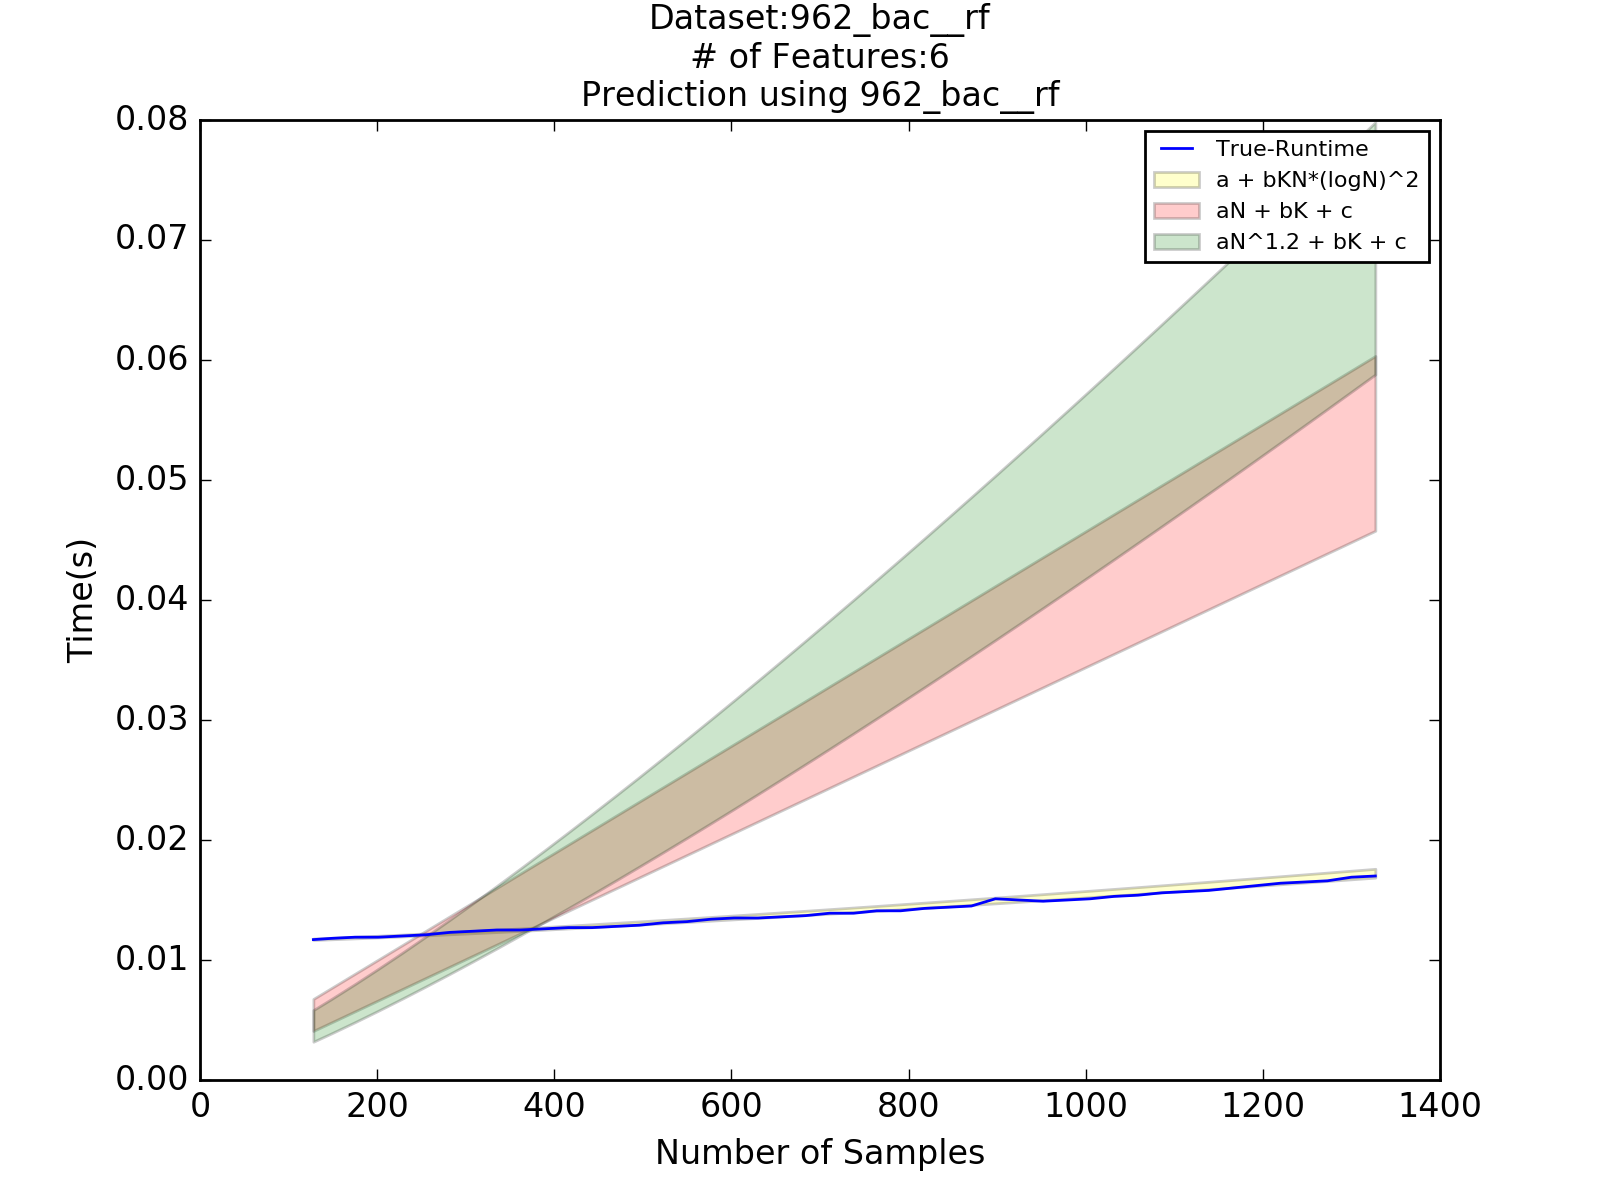 Dataset:962_bac__rf
# of Features:6
Prediction using 962_bac__rf
0.08
0.07
0.06
0.05
0.04
0.03
0.02
0.01
0.00
Time(s)
True-Runtime
a + bKN*(logN)^2
aN + bK + c
aN^1.2 + bK + c
0 200 400 600 800 1000 1200 1400
Number of Samples